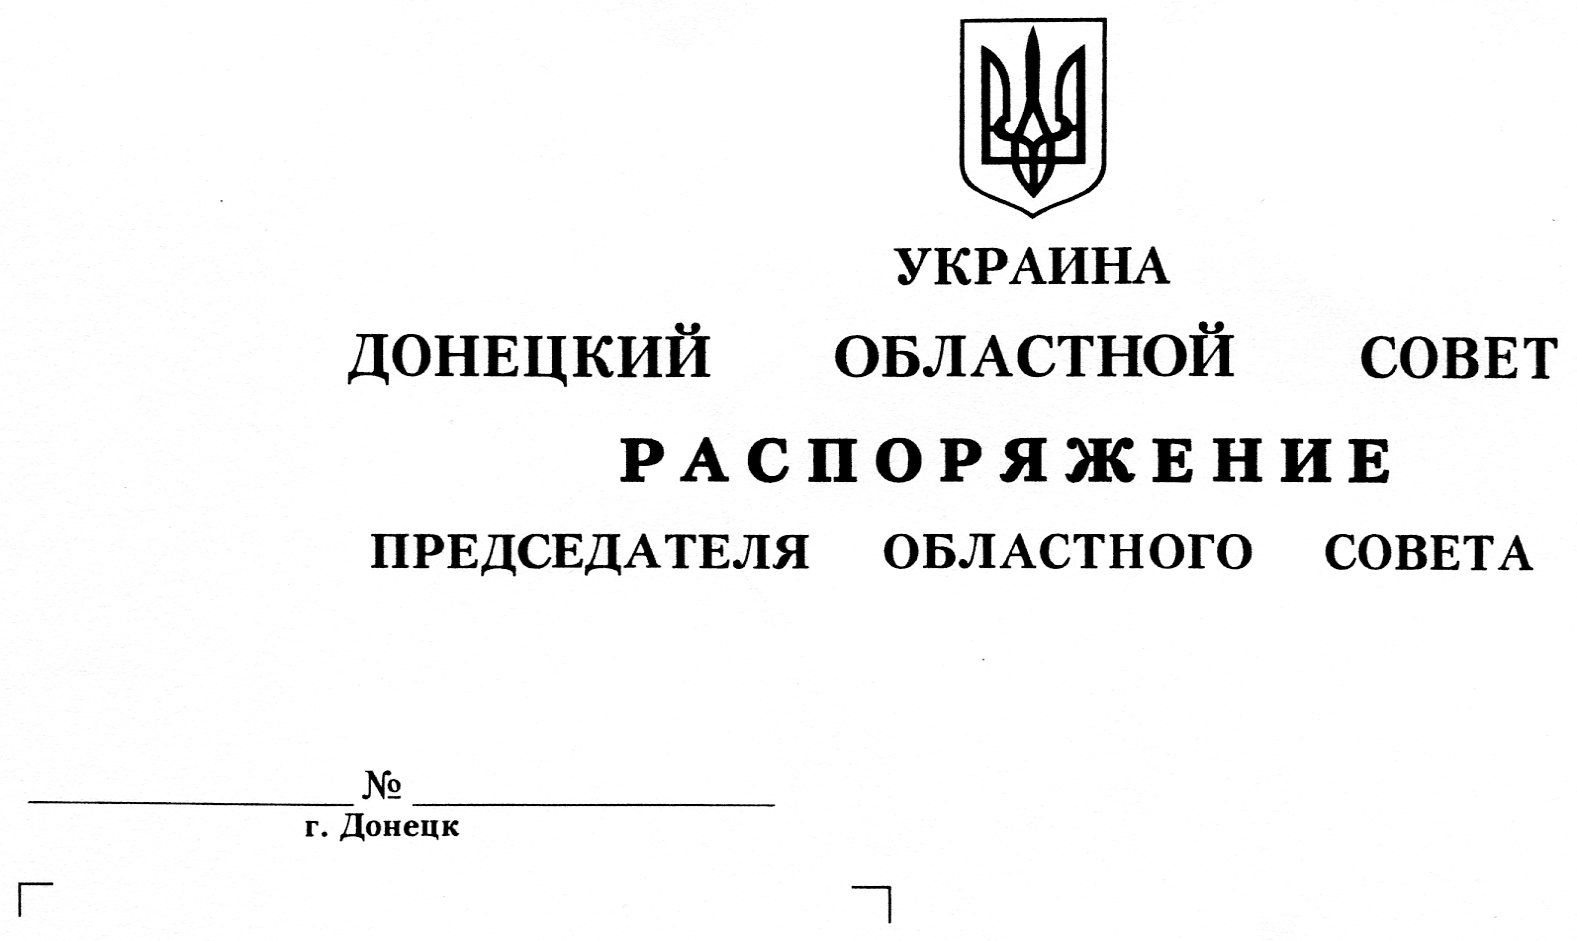 УКРАИНА
ДОНЕЦКИЙ ОБЛАСТНОЙ СОВЕТ
РАСПОРЯЖЕНИЕ
ПРЕДСЕДАТЕЛЯ ОБЛАСТНОГО СОВЕТА
№
г. Донецк